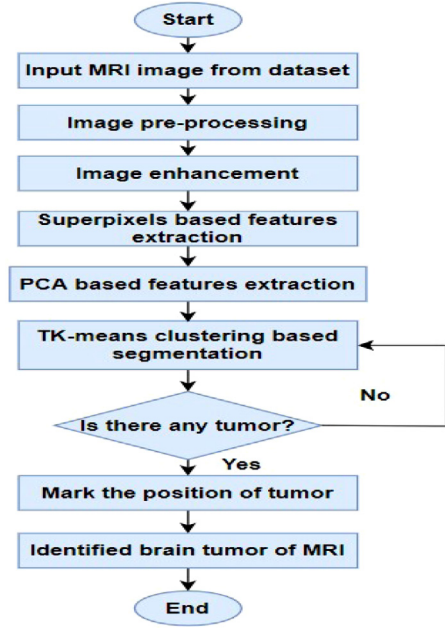 Start
Input MRI image from dataset
Image pre-processing
Image enhancement
Superpixels based features
extraction
PCA based features extraction
TK-means clustering based
segmentation
No
Is there any tumor?
Yes
Mark the position of tumor
Identified brain tumor of MRI
End